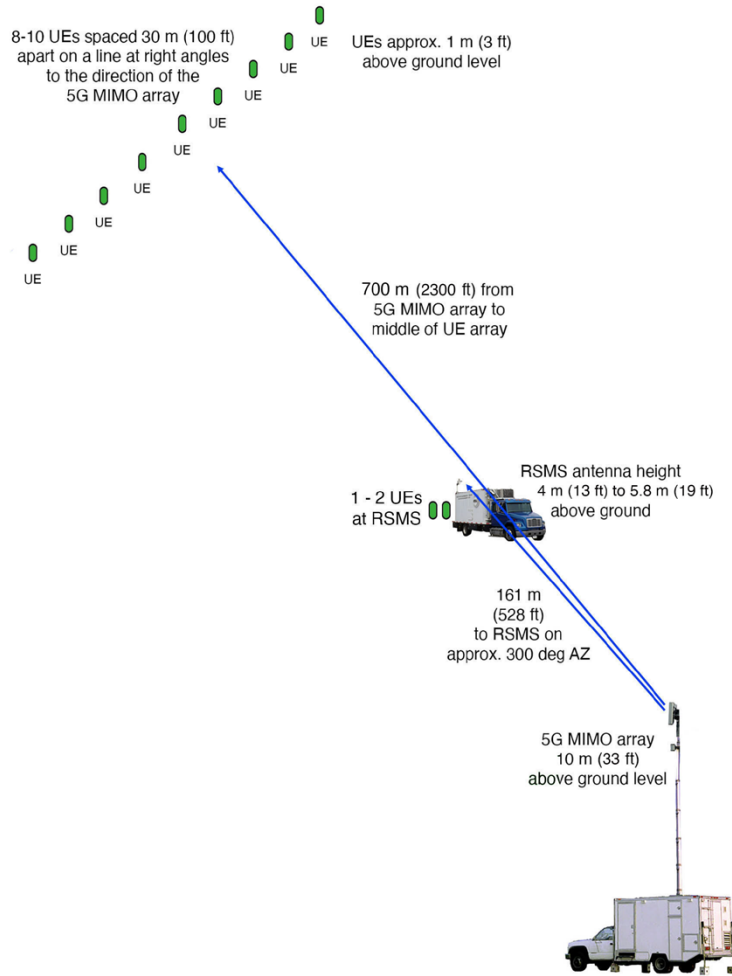 8-10 UEs spaced 30 m (100 ft)
apart on a line at right angles
to the direction of the
5G MIMO array
UEs approx. 1 m (3 ft)
above ground level
UE
UE
UE
UE
UE
UE
UE
UE
UE
700 m (2300 ft) from
5G MIMO array to
middle of UE array
RSMS antenna height
4 m (13 ft) to 5.8 m (19 ft)
above ground
1 - 2 UEs
at RSMS
161 m
(528 ft)
to RSMS on
approx. 300 deg AZ
5G MIMO array
10 m (33 ft)
above ground level